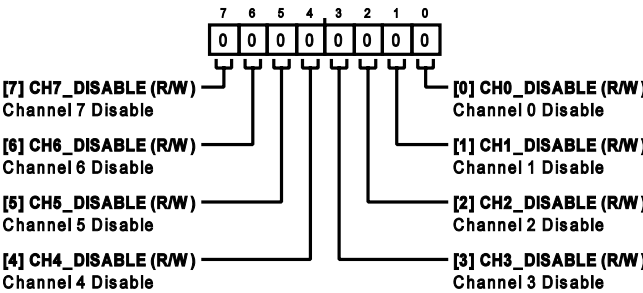 7 6 5 4 3 2 1 0
0 0 0 0 0 0 0 0
[7] CH7_DISABLE (R/W)
Channel 7 Disable
[6] CH6_DISABLE (R/W)
Channel 6 Disable
[5] CH5_DISABLE (R/W)
Channel 5 Disable
[4] CH4_DISABLE (R/W)
Channel 4 Disable
[0] CH0_DISABLE (R/W)
Channel 0 Disable
[1] CH1_DISABLE (R/W)
Channel 1 Disable
[2] CH2_DISABLE (R/W)
Channel 2 Disable
[3] CH3_DISABLE (R/W)
Channel 3 Disable